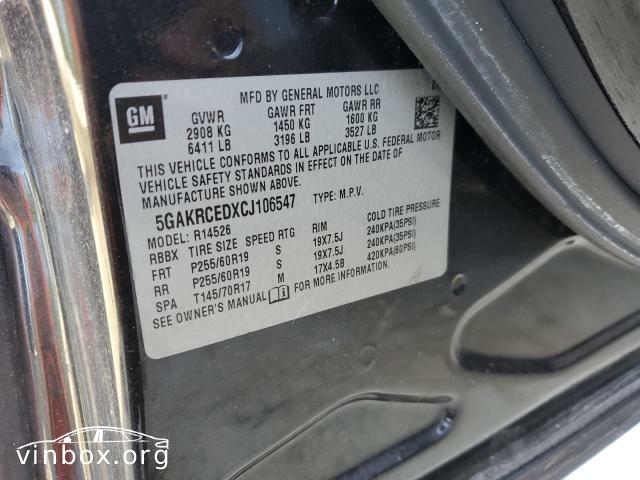 MFD BY GENERAL MOTORS LLC
GM
GVWR GAWR FRT GAWR RR
2908 KG 1450 KG 1600 KG
6411 LB 3196 LB 3527 LB
THIS VEHICLE CONFORMS TO ALL APPLICABLE U.S. FEDERAL MOTOR
VEHICLE SAFETY STANDARDS IN EFFECT ON THE DATE OF
MANUFACTURE SHOWN ABOVE.
5GAKRCEDXCJ106547 TYPE: M.P.V.
MODEL: R14526
RBBX TIRE SIZE SPEED RTG RIM COLD TIRE PRESSURE
FRT P255/60R19 S 19X7.5J 240KPA(35PSI)
RR P255/60R19 S 19X7.5J 240KPA(35PSI)
SPA T145/70R17 M 17X4.5B 420KPA(60PSI)
SEE OWNER'S MANUAL FOR MORE INFORMATION.
vinbox.org